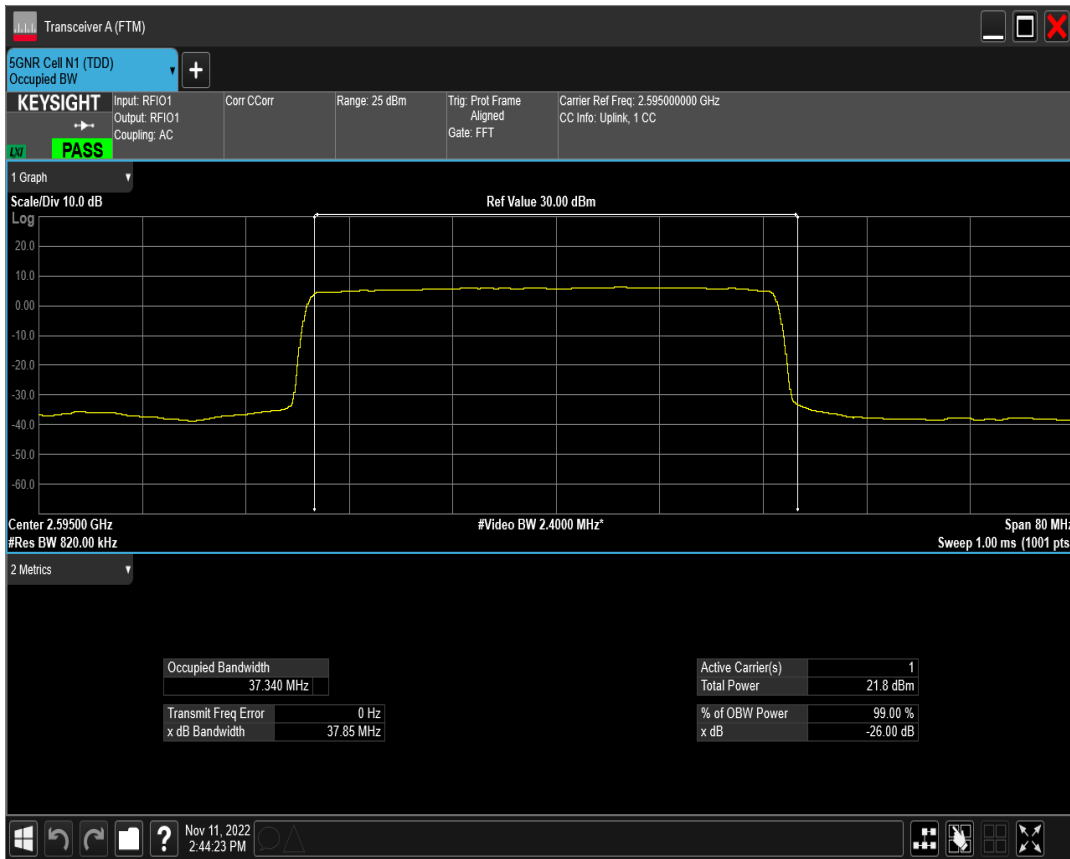 Transceiver A (FTM)
5GNR Cell N1 (TDD)
Occupied BW
+
KEYSIGHT
LXI
PASS
Input: RFIO1
Output: RFIO1
Coupling: AC
Corr CCorr
Range: 25 dBm
Trig: Prot Frame
Aligned
Gate: FFT
Carrier Ref Freq: 2.595000000 GHz
CC Info: Uplink, 1 CC
1 Graph
Scale/Div 10.0 dB
Ref Value 30.00 dBm
Log
20.0
10.0
0.00
-10.0
-20.0
-30.0
-40.0
-50.0
-60.0
Center 2.59500 GHz
#Video BW 2.4000 MHz*
Span 80 MHz
#Res BW 820.00 kHz
Sweep 1.00 ms (1001 pts
2 Metrics
Occupied Bandwidth
37.340 MHz
Transmit Freq Error 0 Hz
x dB Bandwidth 37.85 MHz
Active Carrier(s) 1
Total Power 21.8 dBm
% of OBW Power 99.00 %
x dB -26.00 dB
?
Nov 11, 2022
2:44:23 PM